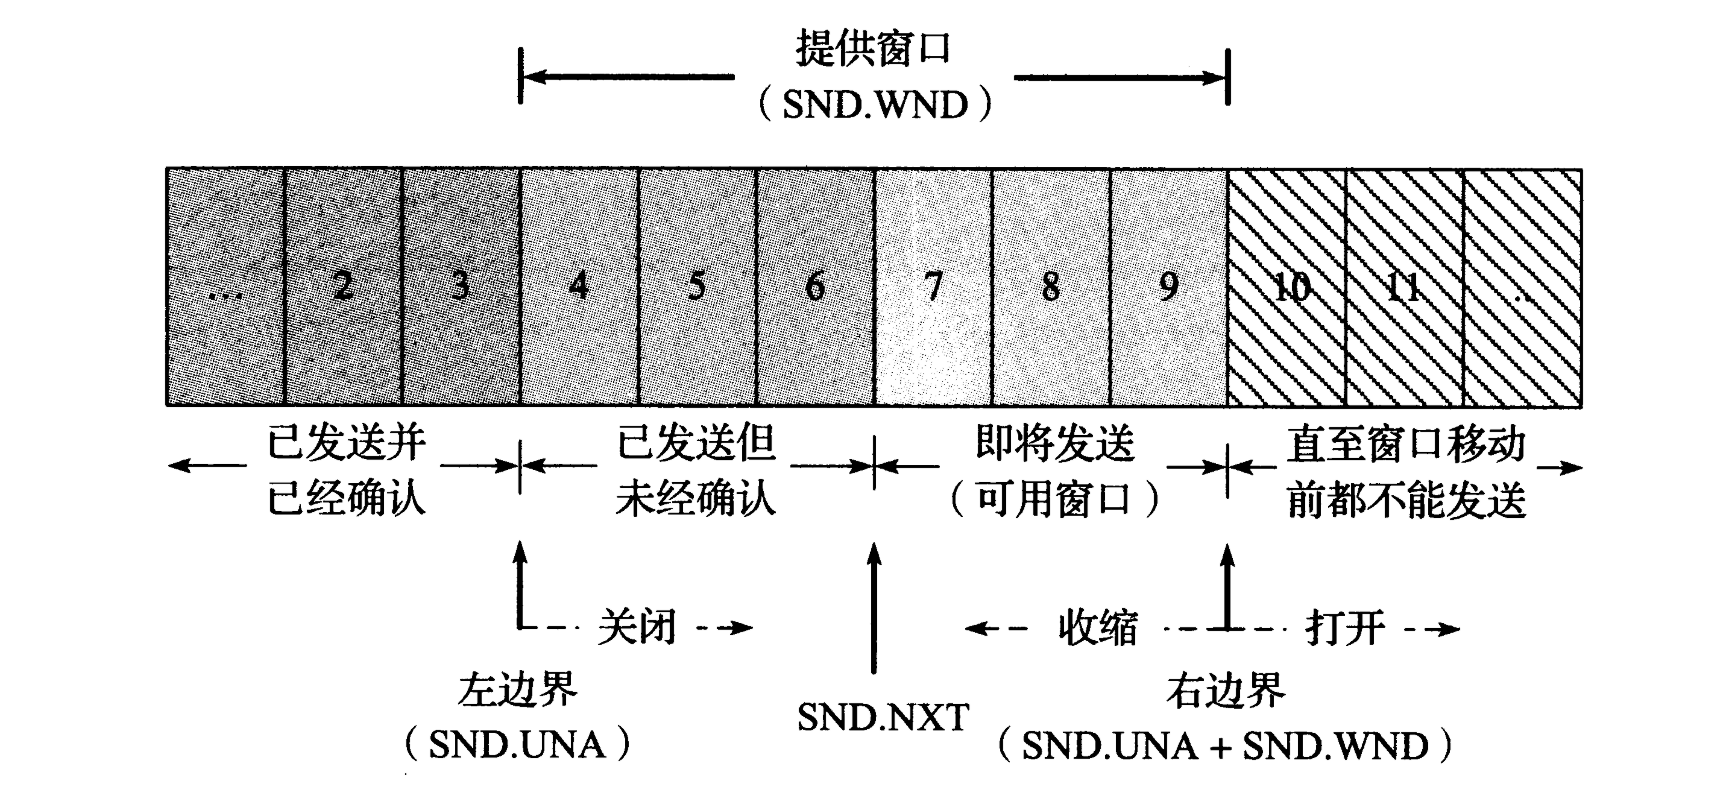 提供窗口
（SND.WND）
... 2 3 4 5 6 7 8 9 10 11 ..
已发送并
已经确认
已发送但
未经确认
即将发送
（可用窗口）
直至窗口移动
前都不能发送
关闭
收缩
打开
左边界
（SND.UNA）
SND.NXT
右边界
（SND.UNA + SND.WND）